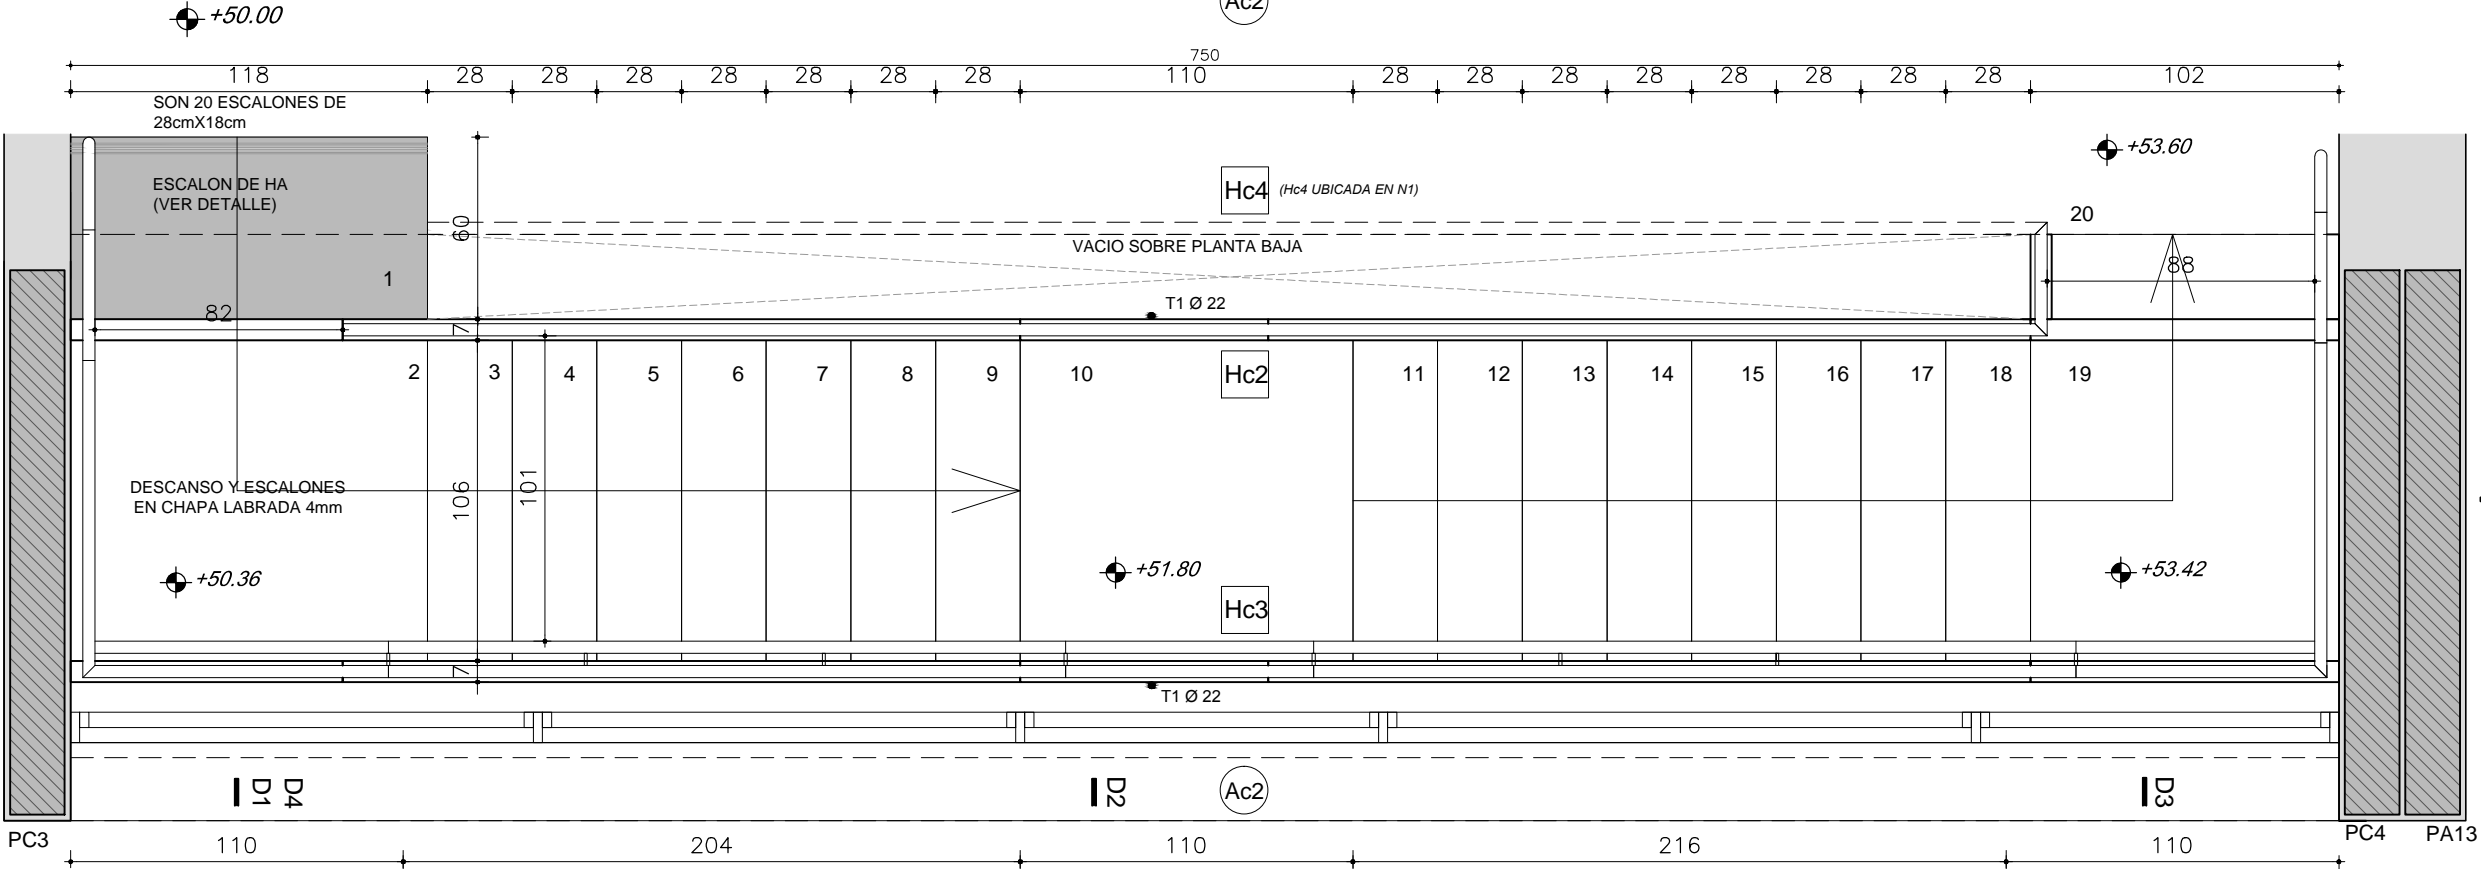 +50.00
Ac2
750
118 28 28 28 28 28 28 28 110 28 28 28 28 28 28 28 28 102
SON 20 ESCALONES DE
28cmX18cm
+53.60
ESCALON DE HA
(VER DETALLE)
Hc4 (Hc4 UBICADA EN N1)
20
60
VACIO SOBRE PLANTA BAJA
88
1
82
T1 Ø 22
7
2 3 4 5 6 7 8 9 10 Hc2 11 12 13 14 15 16 17 18 19
DESCANSO Y ESCALONES
EN CHAPA LABRADA 4mm
106
101
+50.36
+51.80
+53.42
Hc3
7
T1 Ø 22
D1 D4
D2
Ac2
D3
PC3
PC4 PA13
110 204 110 216 110